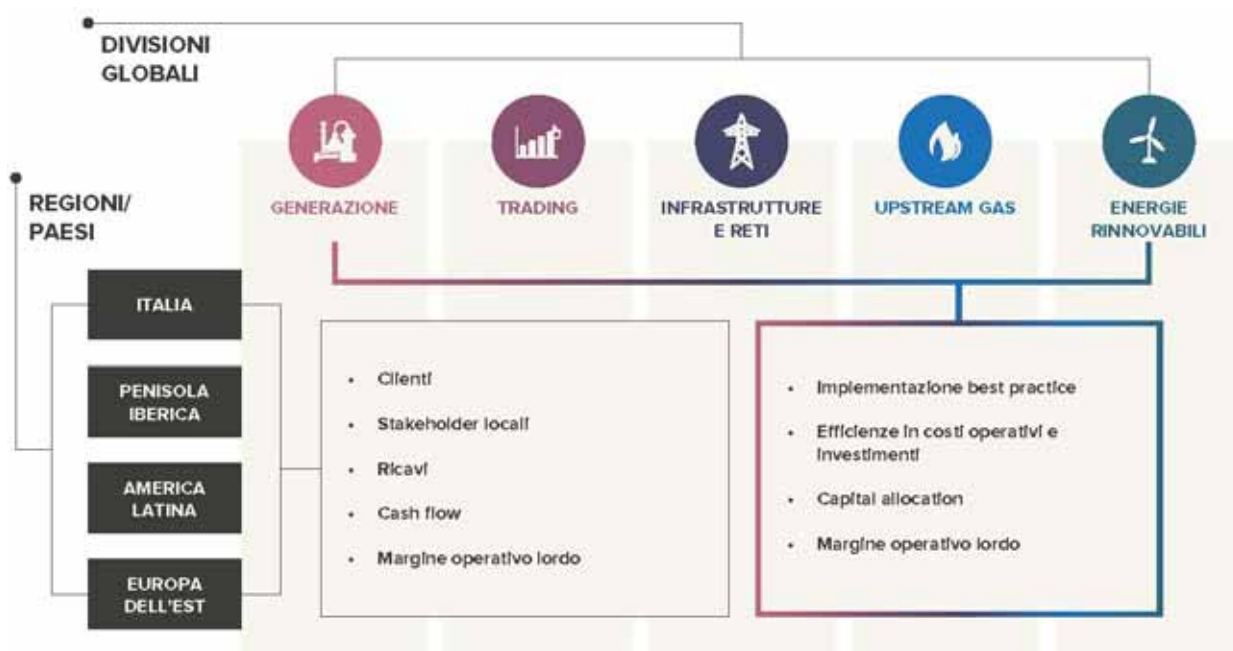 DIVISIONI
GLOBALI
REGIONI/
PAESI
GENERAZIONE
TRADING
INFRASTRUTTURE
E RETI
UPSTREAM GAS
ENERGIE
RINNOVABILI
ITALIA
PENISOLA
IBERICA
AMERICA
LATINA
EUROPA
DELL'EST
• Clienti
• Stakeholder locali
• Ricavi
• Cash flow
• Margine operativo lordo
• Implementazione best practice
• Efficienze in costi operativi e
investimenti
• Capital allocation
• Margine operativo lordo